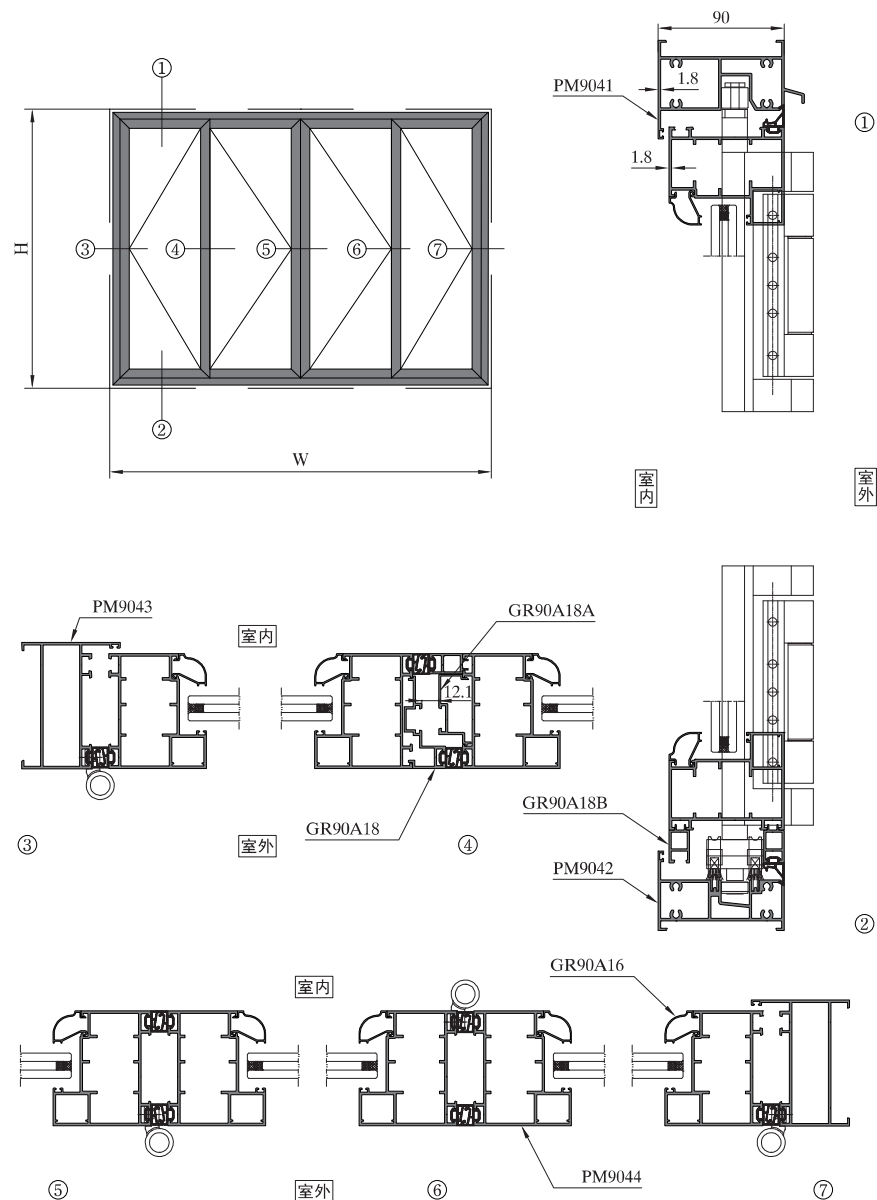 90
①
PM9041
1.8
①
1.8
③
④
⑤
⑥
⑦
H
②
W
室内
室外
PM9043
GR90A18A
室内
12.1
GR90A18
GR90A18B
③
室外
④
PM9042
②
GR90A16
室内
PM9044
⑤
室外
⑥
⑦